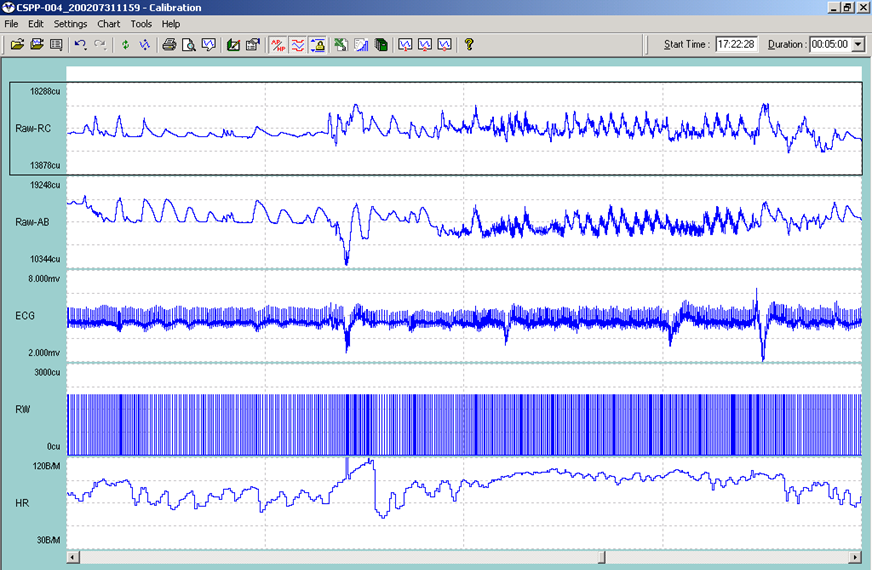 CSPP-004_200207311159 - Calibration
File Edit Settings Chart Tools Help
Start Time : 17:22:28 Duration : 00:05:00
18288cu
Raw-RC
13878cu
19248cu
Raw-AB
10344cu
8.000mv
ECG
2.000mv
3000cu
RW
0cu
120B/M
HR
30B/M